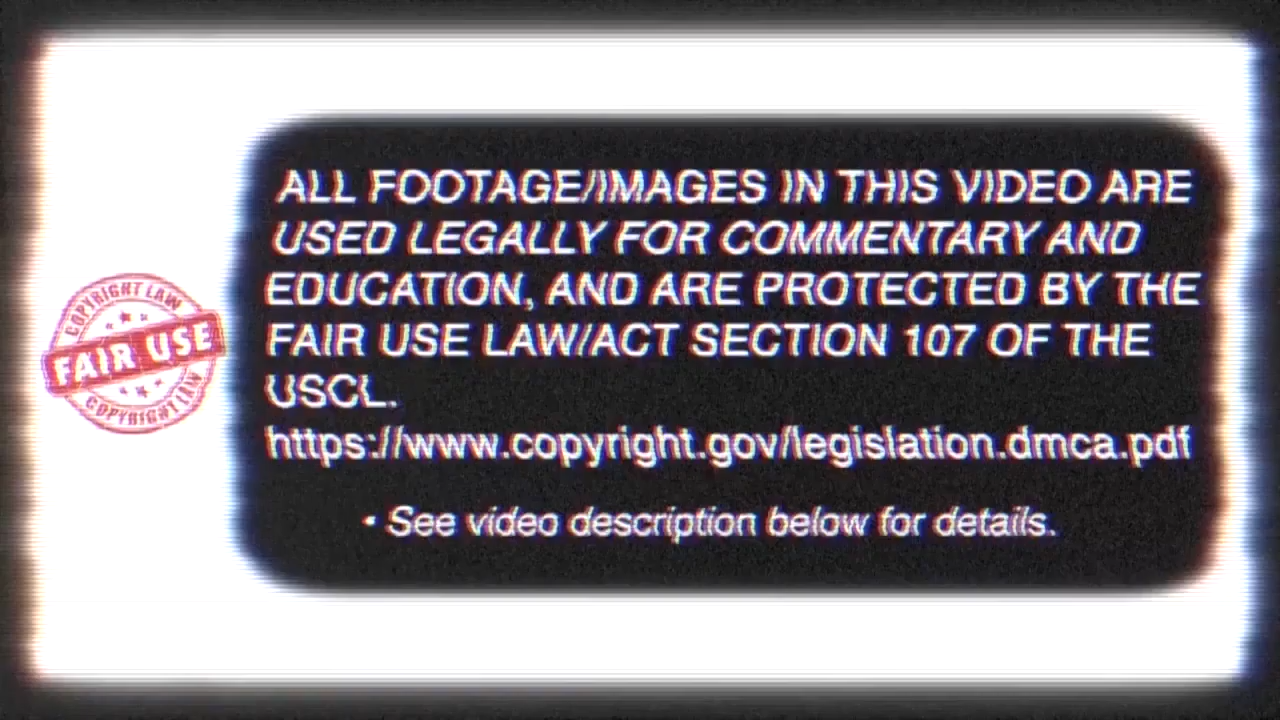 COPYRIGHT LAW
FAIR USE
COPYRIGHT LAW
ALL FOOTAGE/IMAGES IN THIS VIDEO ARE
USED LEGALLY FOR COMMENTARY AND
EDUCATION, AND ARE PROTECTED BY THE
FAIR USE LAW/ACT SECTION 107 OF THE
USCL.
https://www.copyright.gov/legislation.dmca.pdf
• See video description below for details.